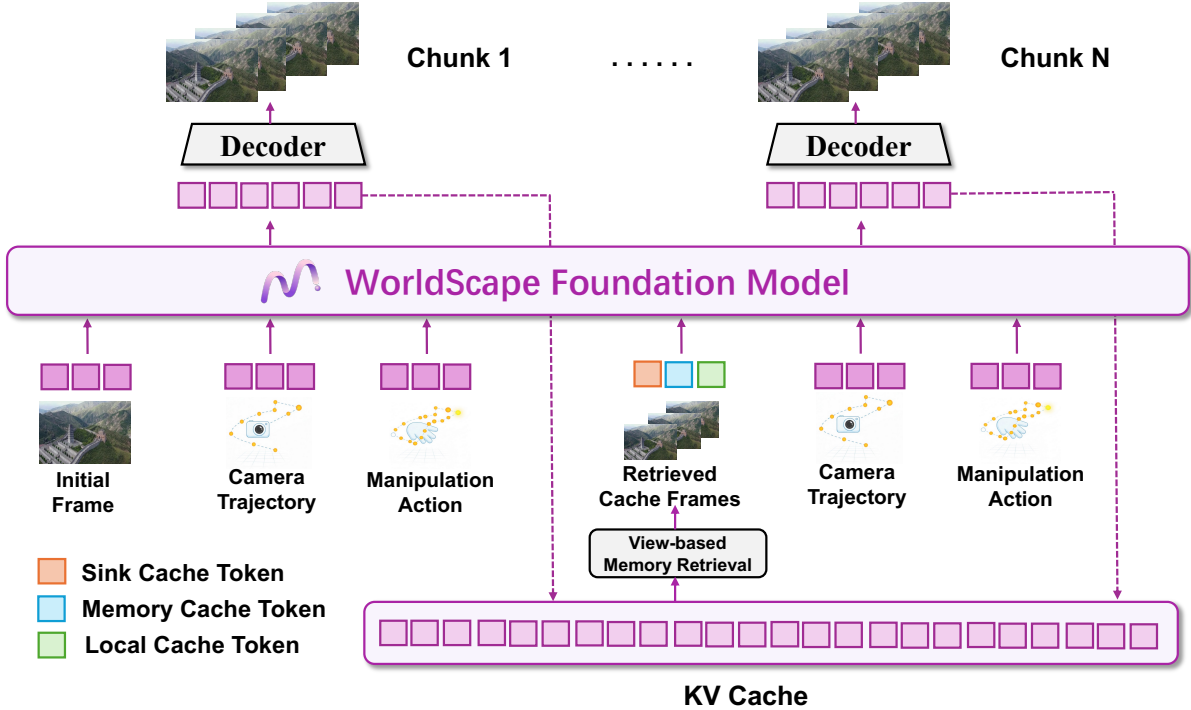 Chunk 1
......
Chunk N
Decoder
Decoder
WorldScape Foundation Model
Initial
Frame
Camera
Trajectory
Manipulation
Action
Retrieved
Cache Frames
Camera
Trajectory
Manipulation
Action
View-based
Memory Retrieval
Sink Cache Token
Memory Cache Token
Local Cache Token
KV Cache